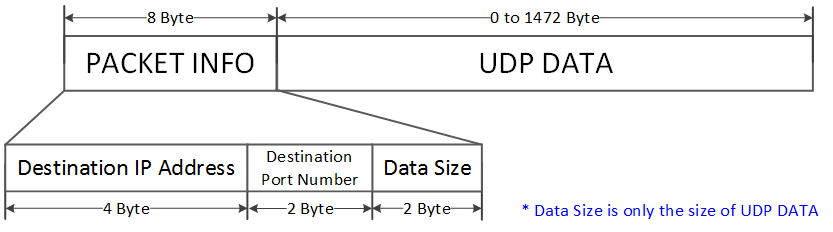 8 Byte
0 to 1472 Byte
PACKET INFO
UDP DATA
Destination IP Address
Destination
Port Number
Data Size
4 Byte
2 Byte
2 Byte
* Data Size is only the size of UDP DATA